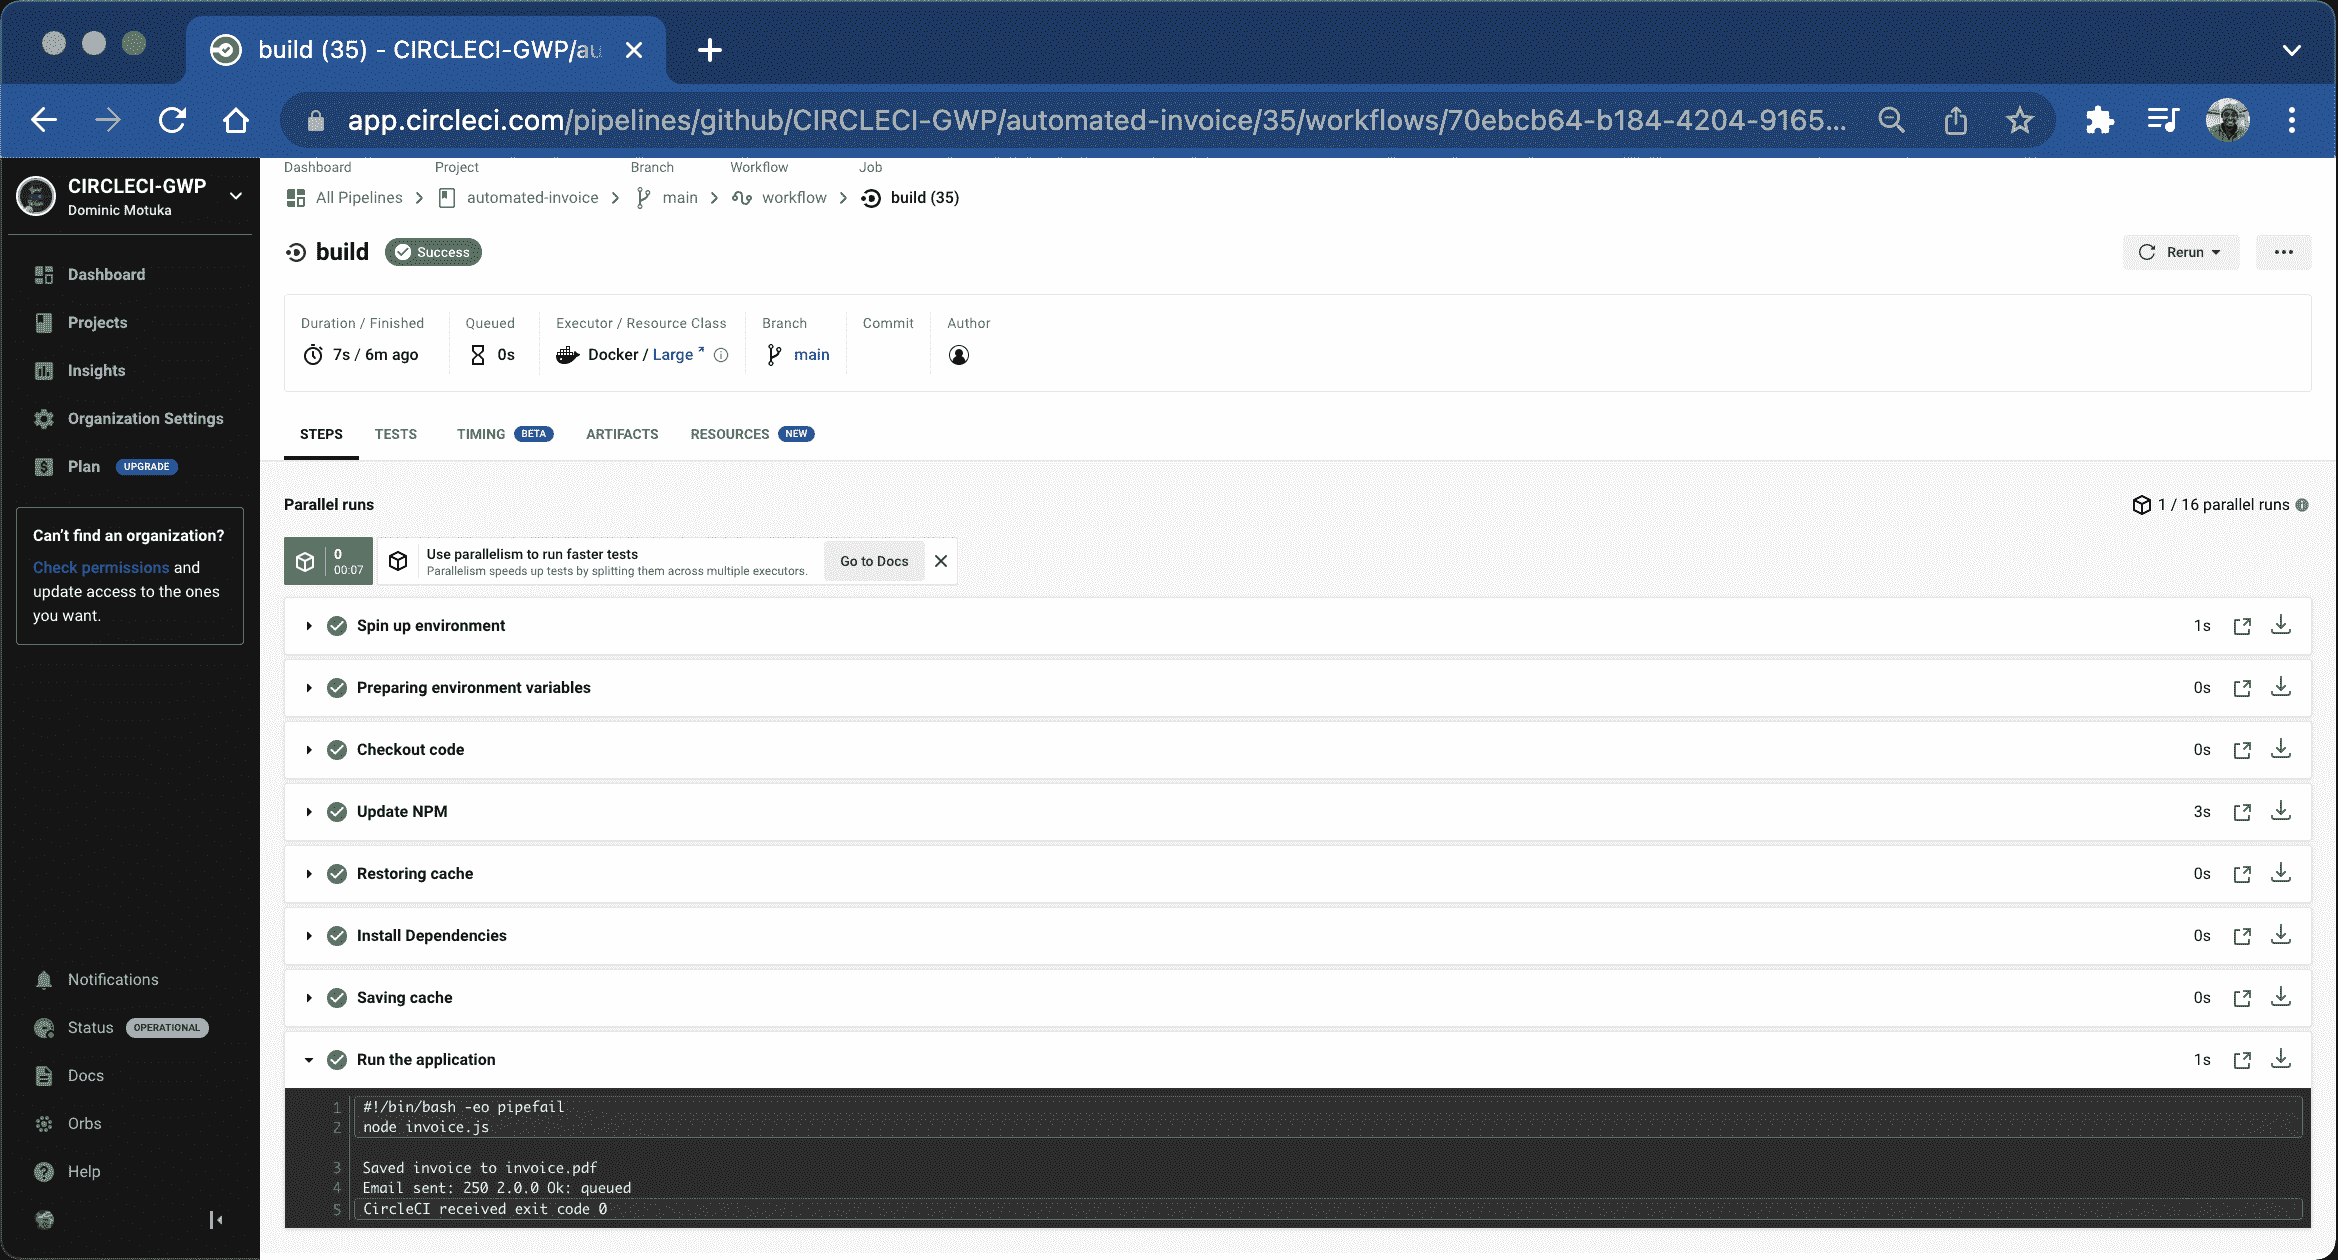 build (35) - CIRCLECI-GWP/au
app.circleci.com/pipelines/github/CIRCLECI-GWP/automated-invoice/35/workflows/70ebcb64-b184-4204-9165...
CIRCLECI-GWP
Dominic Motuka
Dashboard
Projects
Insights
Organization Settings
Plan UPGRADE
Can't find an organization?
Check permissions and
update access to the ones
you want.
Notifications
Status OPERATIONAL
Docs
Orbs
Help
Dashboard Project Branch Workflow Job
All Pipelines automated-invoice main workflow build (35)
build Success
Rerun
Duration / Finished Queued Executor / Resource Class Branch Commit Author
7s / 6m ago 0s Docker / Large main
STEPS TESTS TIMING BETA ARTIFACTS RESOURCES NEW
Parallel runs
1 / 16 parallel runs
0
00:07
Use parallelism to run faster tests
Parallelism speeds up tests by splitting them across multiple executors.
Go to Docs
Spin up environment 1s
Preparing environment variables 0s
Checkout code 0s
Update NPM 3s
Restoring cache 0s
Install Dependencies 0s
Saving cache 0s
Run the application 1s
1 #!/bin/bash -eo pipefail
2 node invoice.js
3 Saved invoice to invoice.pdf
4 Email sent: 250 2.0.0 Ok: queued
5 CircleCI received exit code 0